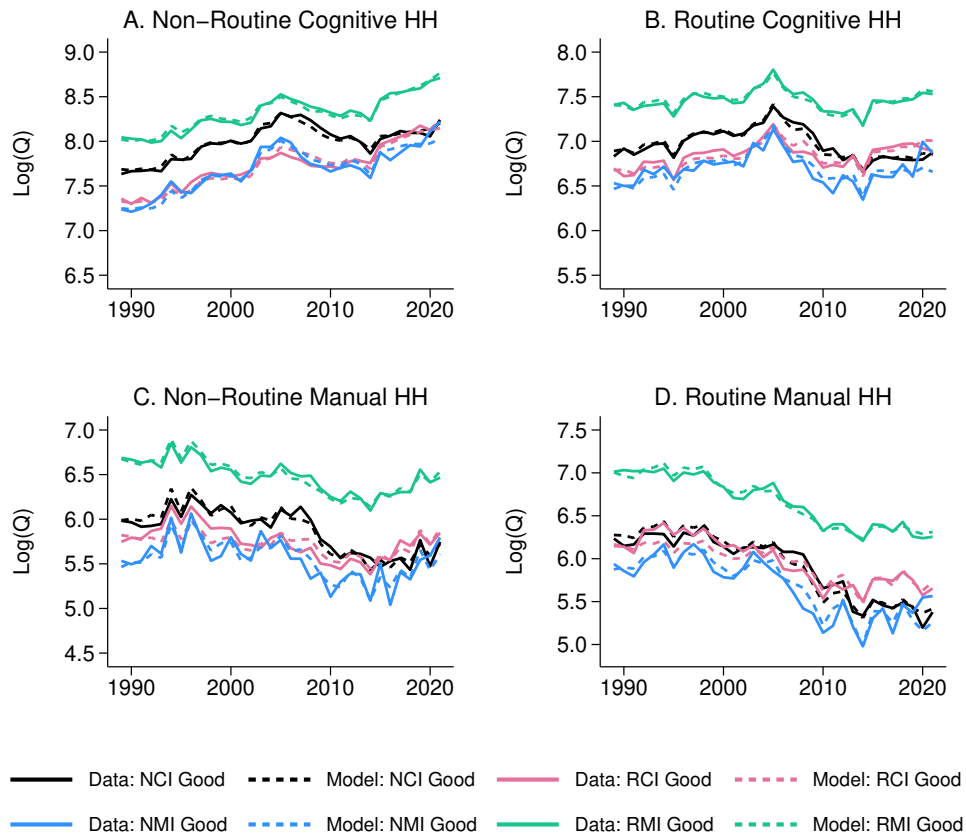 A. Non−Routine Cognitive HH
B. Routine Cognitive HH
9.0
8.5
8.0
7.5
7.0
6.5
Log(Q)
1990 2000 2010 2020
8.0
7.5
7.0
6.5
6.0
5.5
Log(Q)
1990 2000 2010 2020
C. Non−Routine Manual HH
D. Routine Manual HH
7.0
6.5
6.0
5.5
5.0
4.5
Log(Q)
1990 2000 2010 2020
7.5
7.0
6.5
6.0
5.5
5.0
Log(Q)
1990 2000 2010 2020
Data: NCI Good Model: NCI Good Data: RCI Good Model: RCI Good
Data: NMI Good Model: NMI Good Data: RMI Good Model: RMI Good